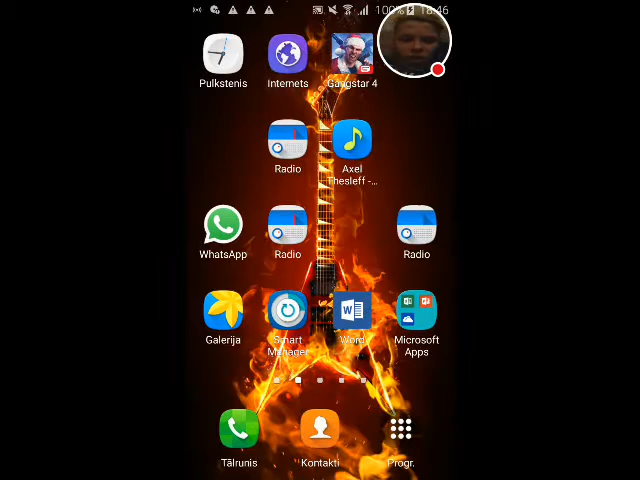 100% 18:46
Pulkstenis
Internets
Gangstar 4
Radio
Axel
Thesleff -...
WhatsApp
Radio
Radio
Galerija
Smart
Manager
Word
Microsoft
Apps
Tālrunis
Kontakti
Progr.